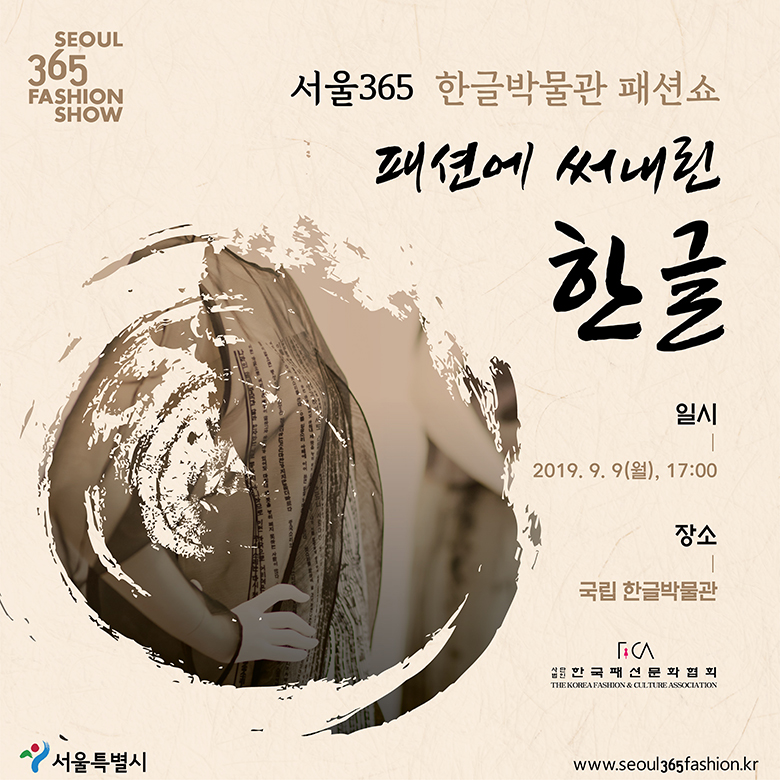 SEOUL
365
FASHION
SHOW
서울365 한글박물관 패션쇼
패션에 써내린
한글
일시
2019. 9. 9(월), 17:00
장소
국립 한글박물관
FICA
사단법인 한국패션문화협회
THE KOREA FASHION & CULTURE ASSOCIATION
서울특별시
www.seoul365fashion.kr